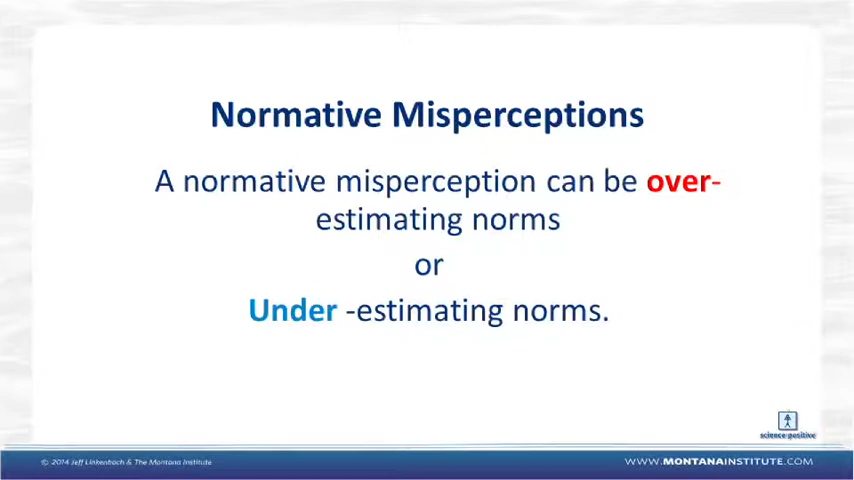 Normative Misperceptions
A normative misperception can be over-
estimating norms
or
Under -estimating norms.
science positive
© 2014 Jeff Linkenbach & The Montana Institute
WWW.MONTANAINSTITUTE.COM